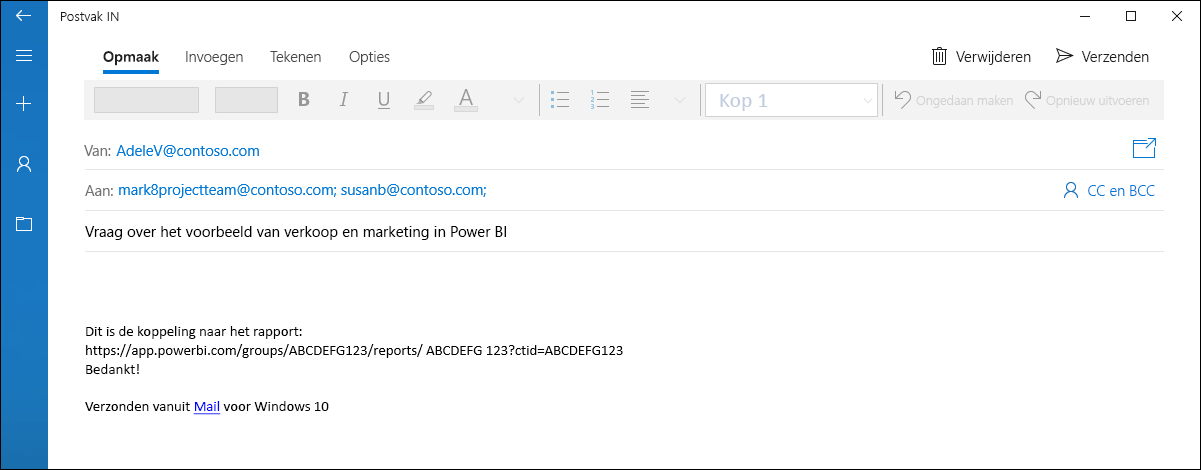 Postvak IN
Opmaak Invoegen Tekenen Opties Verwijderen Verzenden
B I U A Kop 1 Ongedaan maken Opnieuw uitvoeren
Van: AdeleV@contoso.com
Aan: mark8projectteam@contoso.com; susanb@contoso.com; CC en BCC
Vraag over het voorbeeld van verkoop en marketing in Power BI
Dit is de koppeling naar het rapport:
https://app.powerbi.com/groups/ABCDEFG123/reports/ ABCDEFG 123?ctid=ABCDEFG123
Bedankt!
Verzonden vanuit Mail voor Windows 10